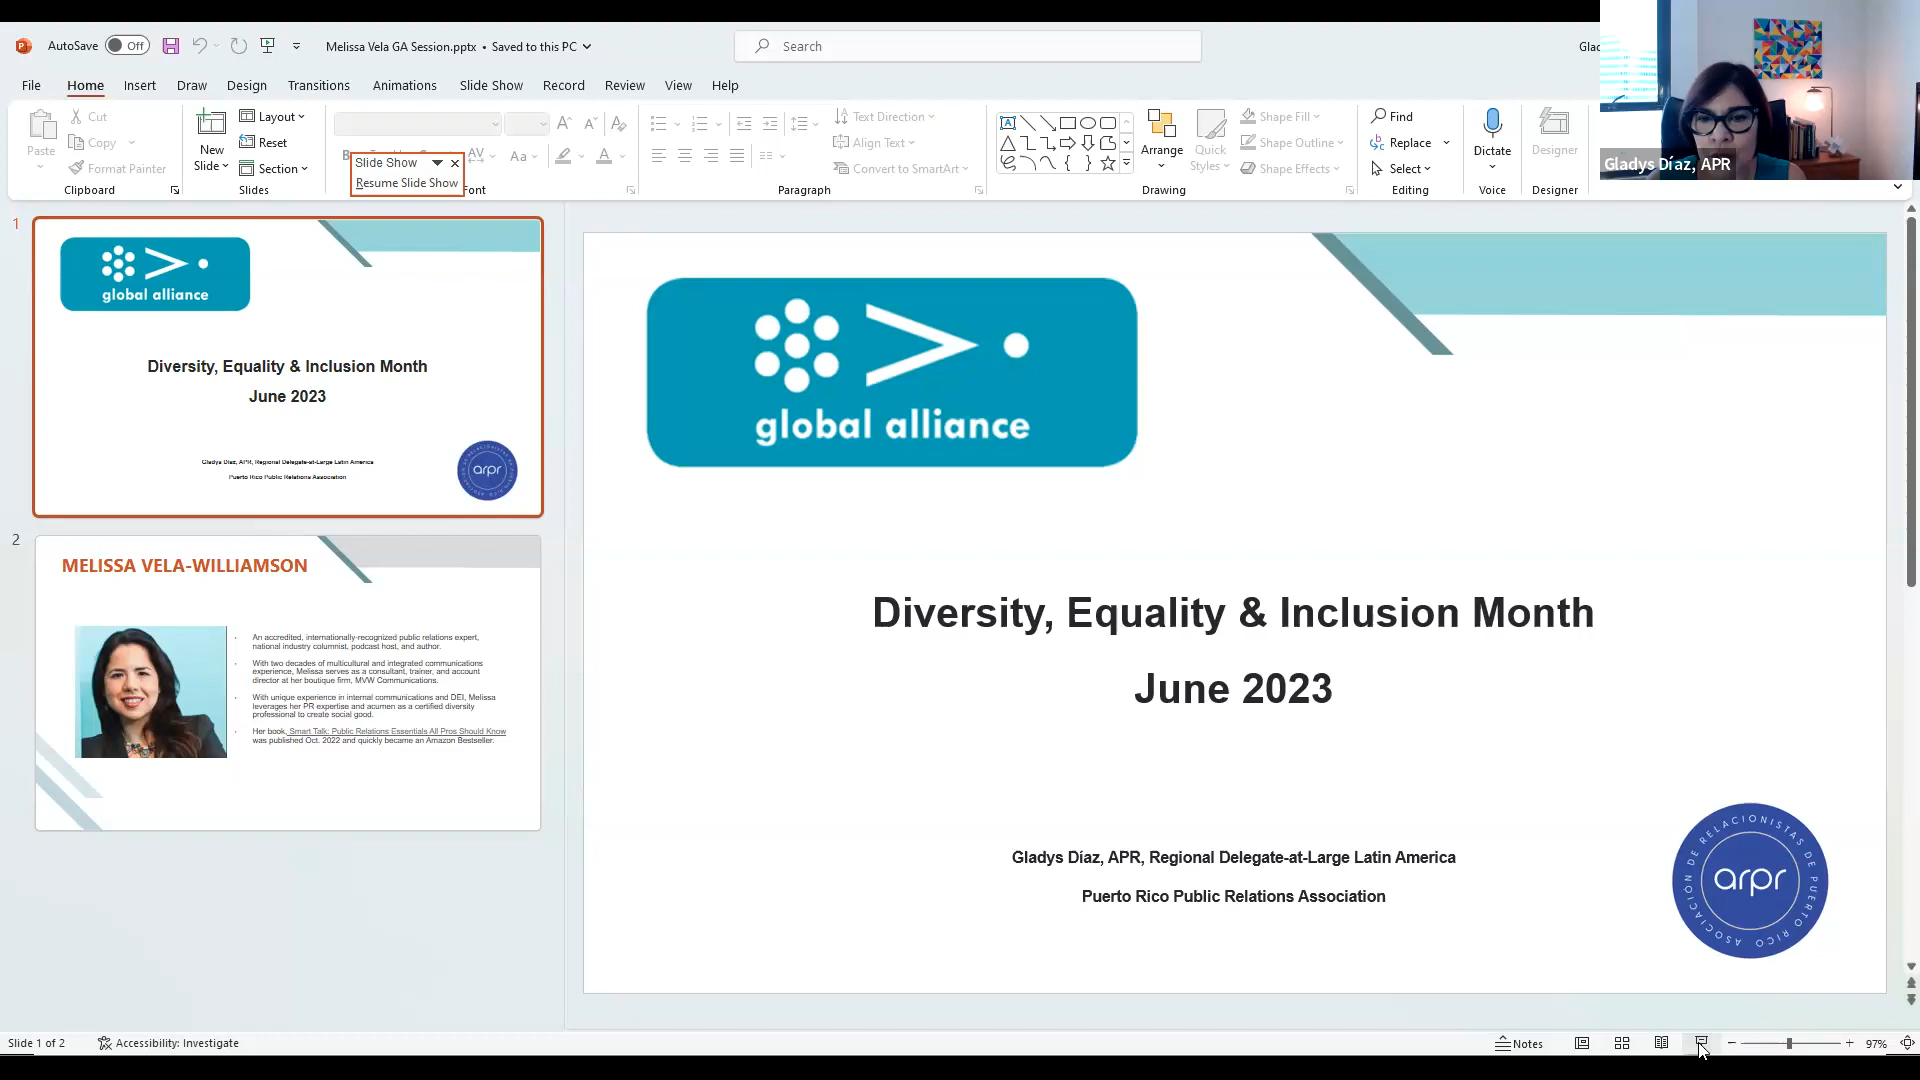 AutoSave Off Melissa Vela GA Session.pptx • Saved to this PC Search Glad
File Home Insert Draw Design Transitions Animations Slide Show Record Review View Help
Paste Cut Copy Format Painter Clipboard
New Slide Layout Reset Section Slides
Slide Show
Resume Slide Show
Font
Text Direction Align Text Convert to SmartArt Paragraph
Arrange Quick Styles Shape Fill Shape Outline Shape Effects Drawing
Find Replace Select Editing
Dictate Voice
Designer Designer
Gladys Díaz, APR
1
global alliance
Diversity, Equality & Inclusion Month
June 2023
Gladys Díaz, APR, Regional Delegate-at-Large Latin America
Puerto Rico Public Relations Association
arpr
2
MELISSA VELA-WILLIAMSON
An accredited, internationally-recognized public relations expert,
national industry columnist, podcast host, and author.
With two decades of multicultural and integrated communications
experience, Melissa serves as a consultant, trainer, and account
director at her boutique firm, MVW Communications.
With unique experience in internal communications and DEI, Melissa
leverages her PR expertise and acumen as a certified diversity
professional to create social good.
Her book, Smart Talk: Public Relations Essentials All Pros Should Know
was published Oct. 2022 and quickly became an Amazon Bestseller.
global alliance
Diversity, Equality & Inclusion Month
June 2023
Gladys Díaz, APR, Regional Delegate-at-Large Latin America
Puerto Rico Public Relations Association
ASOCIACIÓN DE RELACIONISTAS DE PUERTO RICO
arpr
Slide 1 of 2 Accessibility: Investigate Notes 97%